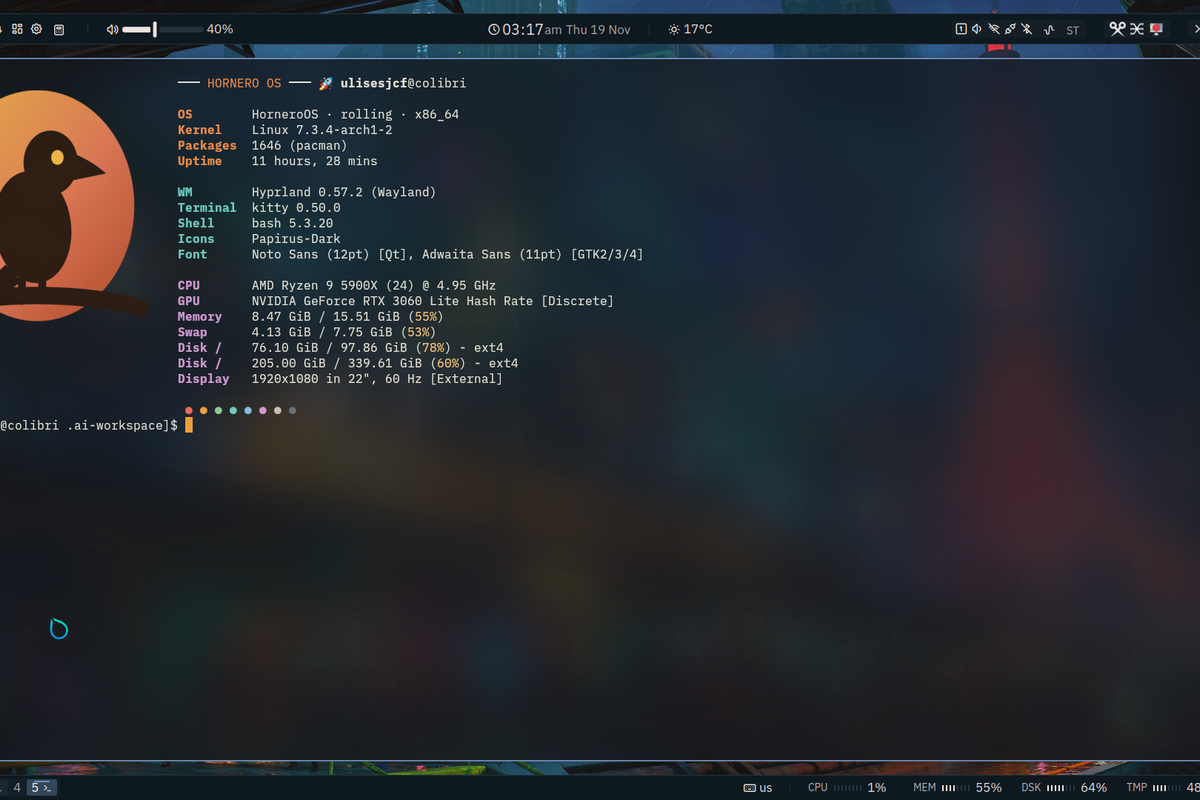 40%
03:17am Thu 19 Nov
17°C
1
ST
HORNERO OS 🚀 ulisesjcf@colibri
OS HorneroOS · rolling · x86_64
Kernel Linux 7.3.4-arch1-2
Packages 1646 (pacman)
Uptime 11 hours, 28 mins
WM Hyprland 0.57.2 (Wayland)
Terminal kitty 0.50.0
Shell bash 5.3.20
Icons Papirus-Dark
Font Noto Sans (12pt) [Qt], Adwaita Sans (11pt) [GTK2/3/4]
CPU AMD Ryzen 9 5900X (24) @ 4.95 GHz
GPU NVIDIA GeForce RTX 3060 Lite Hash Rate [Discrete]
Memory 8.47 GiB / 15.51 GiB (55%)
Swap 4.13 GiB / 7.75 GiB (53%)
Disk / 76.10 GiB / 97.86 GiB (78%) - ext4
Disk / 205.00 GiB / 339.61 GiB (60%) - ext4
Display 1920x1080 in 22", 60 Hz [External]
@colibri .ai-workspace]$
4 5 us CPU 1% MEM 55% DSK 64% TMP